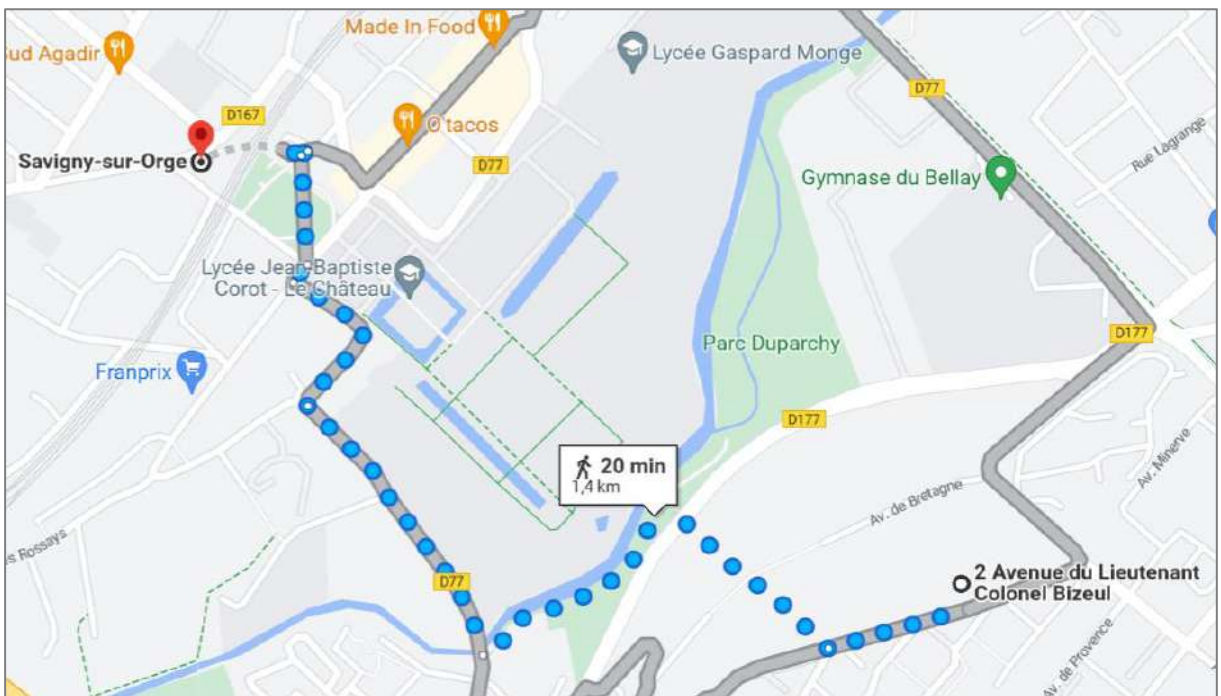 Made In Food
Sud Agadir
Lycée Gaspard Monge
D77
D167
O'tacos
Savigny-sur-Orge
D77
Rue Lagrange
Gymnase du Bellay
Lycée Jean-Baptiste
Corot - Le Château
D177
Parc Duparchy
Franprix
D177
20 min
1,4 km
Av. Minerve
Av. de Bretagne
s Rossays
D77
2 Avenue du Lieutenant
Colonel Bizeul
Av. de Provence